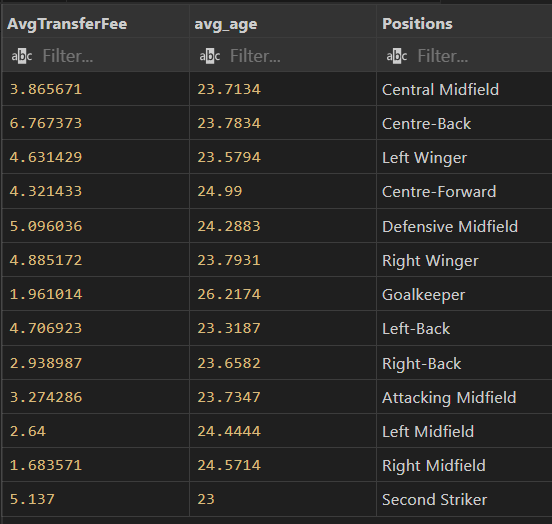 AvgTransferFee avg_age Positions
abc Filter... abc Filter... abc Filter...
3.865671 23.7134 Central Midfield
6.767373 23.7834 Centre-Back
4.631429 23.5794 Left Winger
4.321433 24.99 Centre-Forward
5.096036 24.2883 Defensive Midfield
4.885172 23.7931 Right Winger
1.961014 26.2174 Goalkeeper
4.706923 23.3187 Left-Back
2.938987 23.6582 Right-Back
3.274286 23.7347 Attacking Midfield
2.64 24.4444 Left Midfield
1.683571 24.5714 Right Midfield
5.137 23 Second Striker